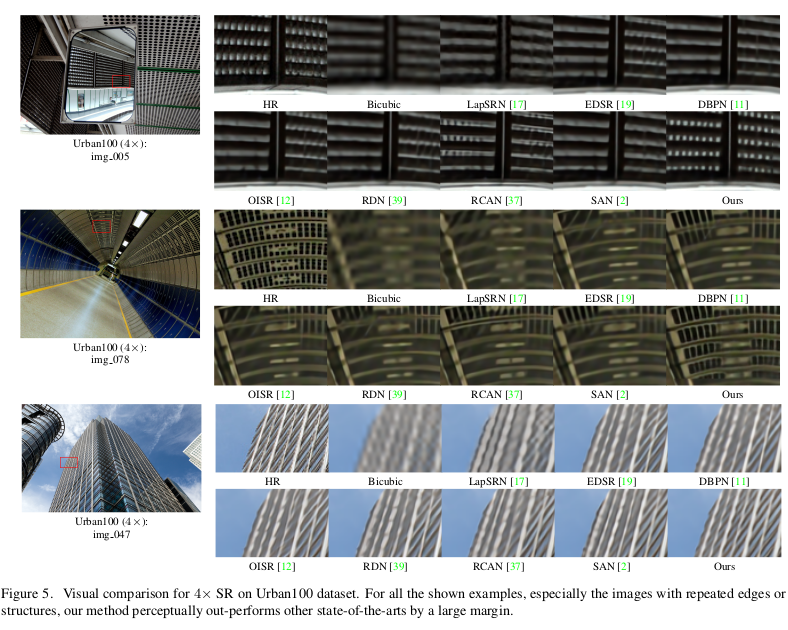 HR Bicubic LapSRN [17] EDSR [19] DBPN [11]
Urban100 (4×):
img_005
OISR [12] RDN [39] RCAN [37] SAN [2] Ours
HR Bicubic LapSRN [17] EDSR [19] DBPN [11]
Urban100 (4×):
img_078
OISR [12] RDN [39] RCAN [37] SAN [2] Ours
HR Bicubic LapSRN [17] EDSR [19] DBPN [11]
Urban100 (4×):
img_047
OISR [12] RDN [39] RCAN [37] SAN [2] Ours
Figure 5. Visual comparison for 4× SR on Urban100 dataset. For all the shown examples, especially the images with repeated edges or
structures, our method perceptually out-performs other state-of-the-arts by a large margin.